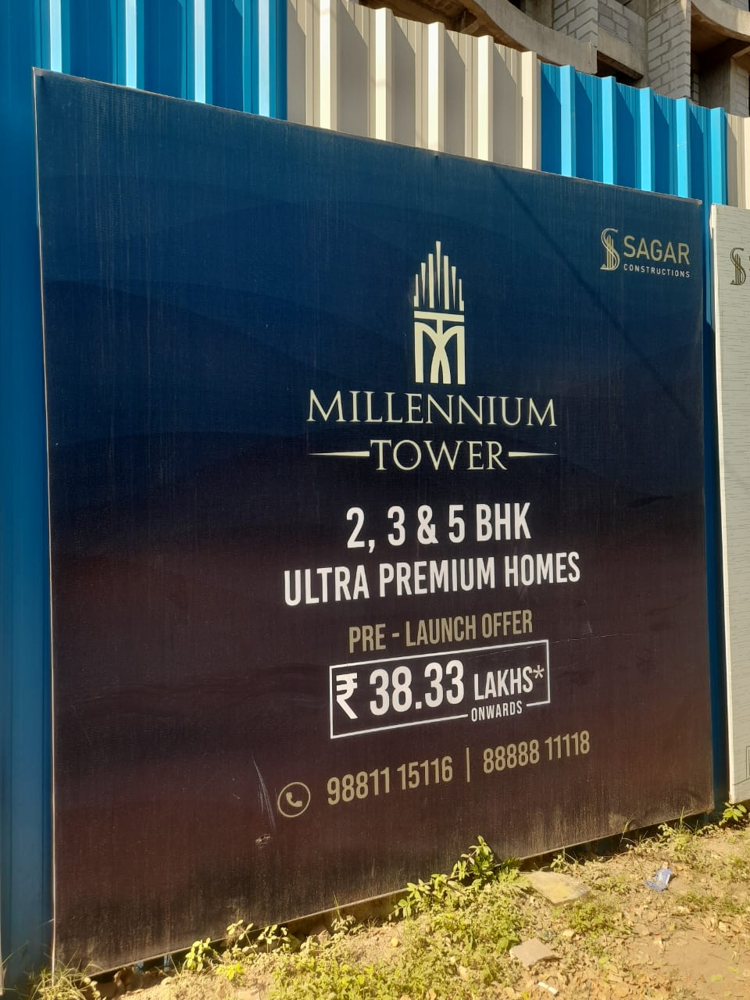 SAGAR
CONSTRUCTIONS
MILLENNIUM
TOWER
2, 3 & 5 BHK
ULTRA PREMIUM HOMES
PRE - LAUNCH OFFER
₹ 38.33 LAKHS*
ONWARDS
98811 15116 | 88888 11118